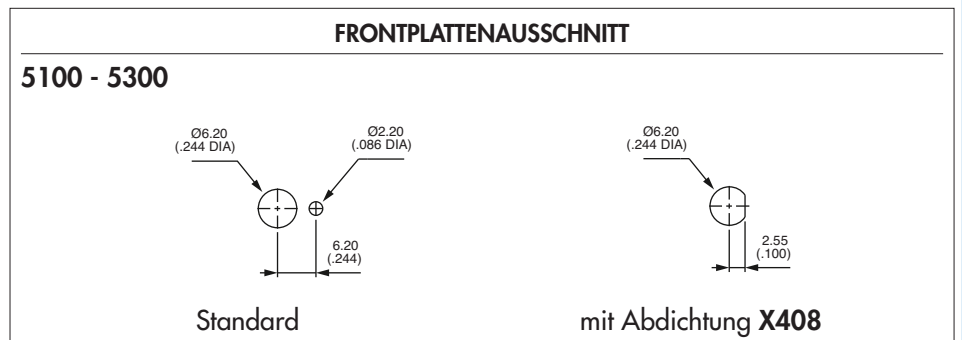 FRONTPLATTENAUSSCHNITT
5100 - 5300
Ø6.20
(.244 DIA)
Ø2.20
(.086 DIA)
6.20
(.244)
Standard
Ø6.20
(.244 DIA)
2.55
(.100)
mit Abdichtung X408